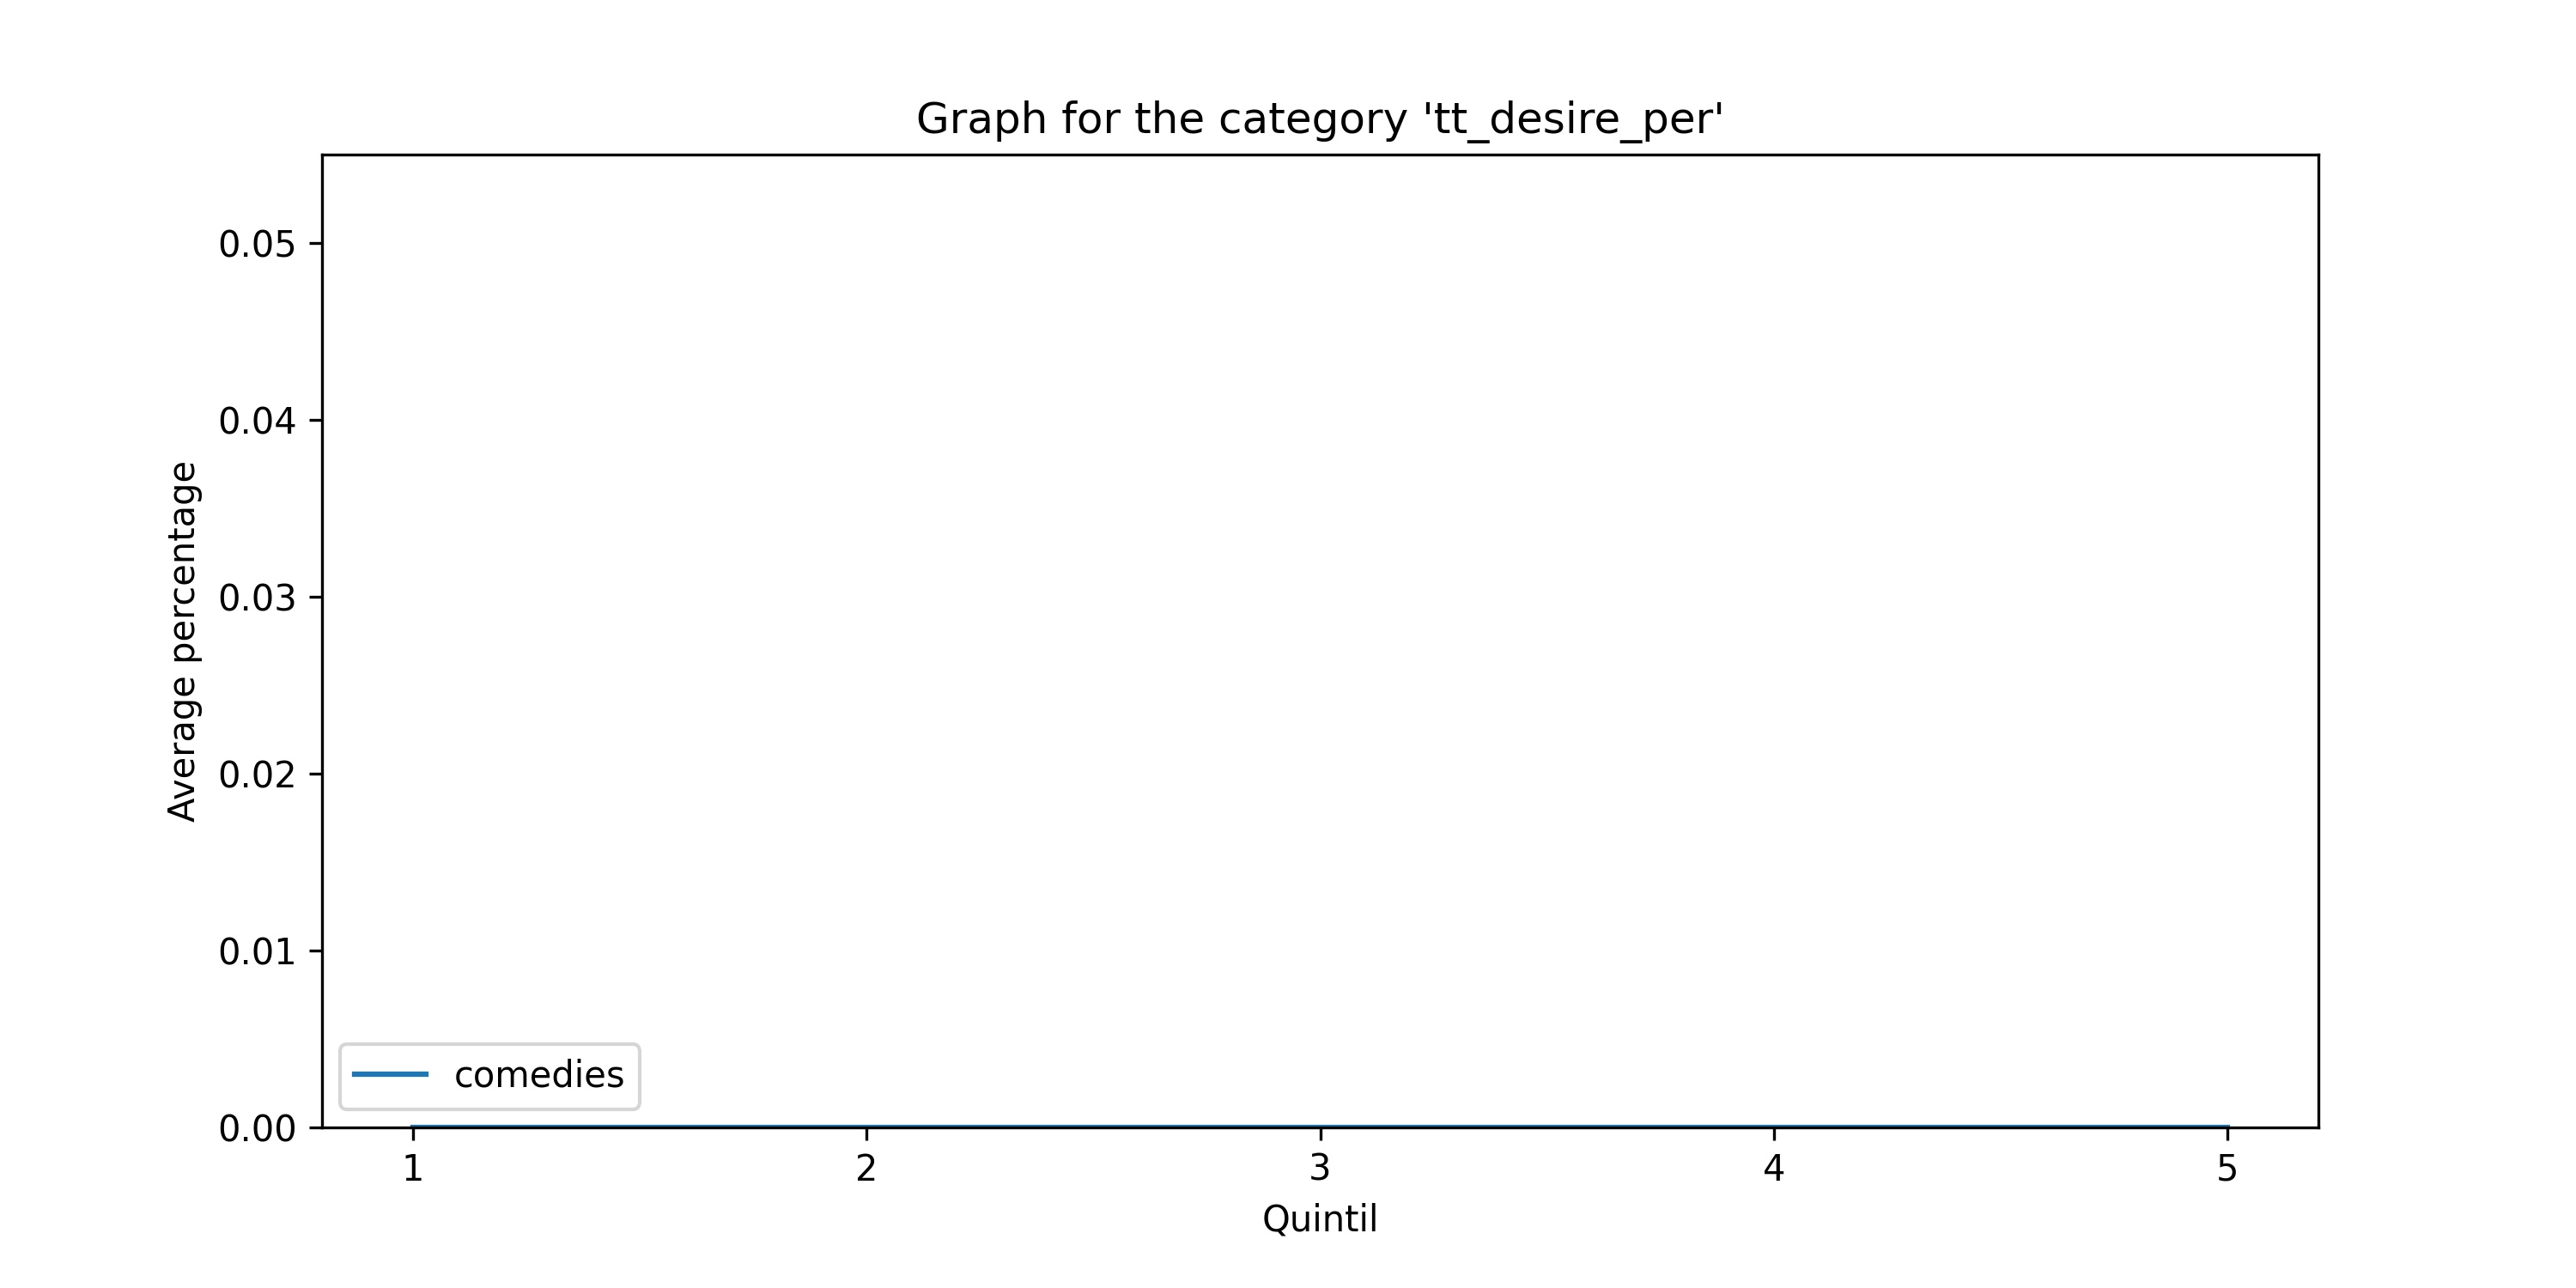 Graph for the category 'tt_desire_per'
Average percentage
0.05
0.04
0.03
0.02
0.01
0.00
comedies
1 2 3 4 5
Quintil